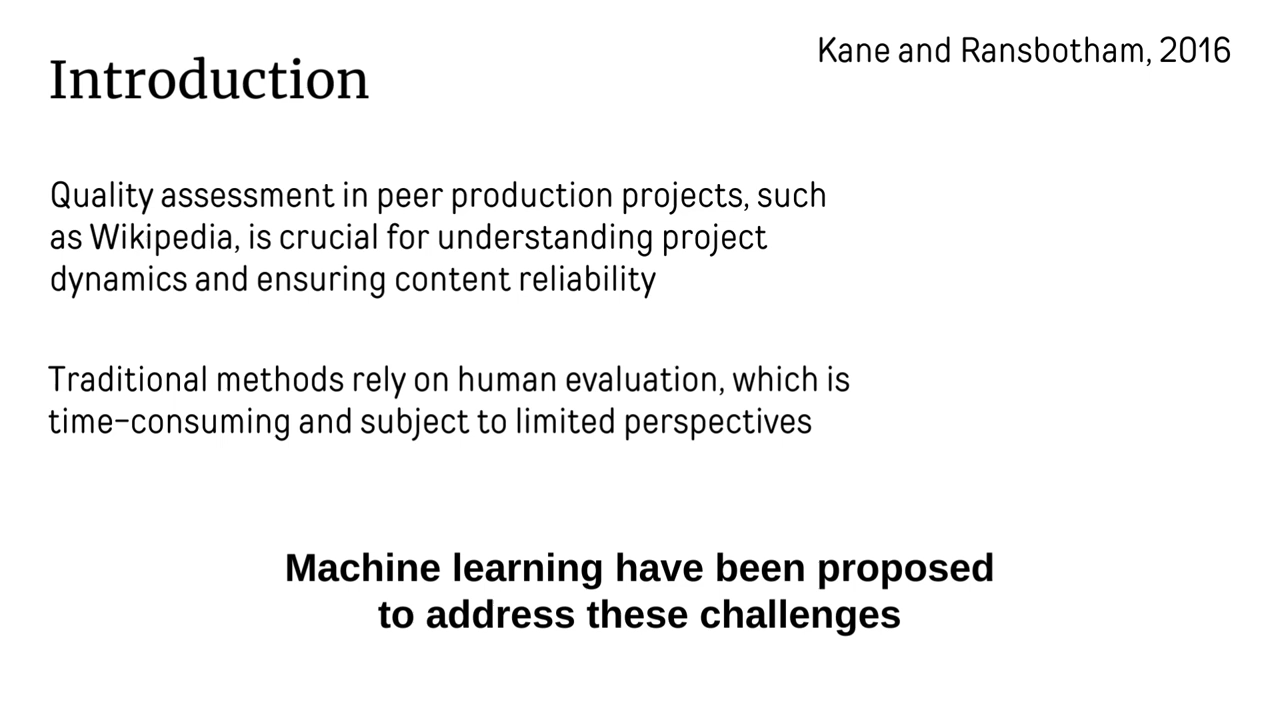 Kane and Ransbotham, 2016
Introduction
Quality assessment in peer production projects, such
as Wikipedia, is crucial for understanding project
dynamics and ensuring content reliability
Traditional methods rely on human evaluation, which is
time-consuming and subject to limited perspectives
Machine learning have been proposed
to address these challenges